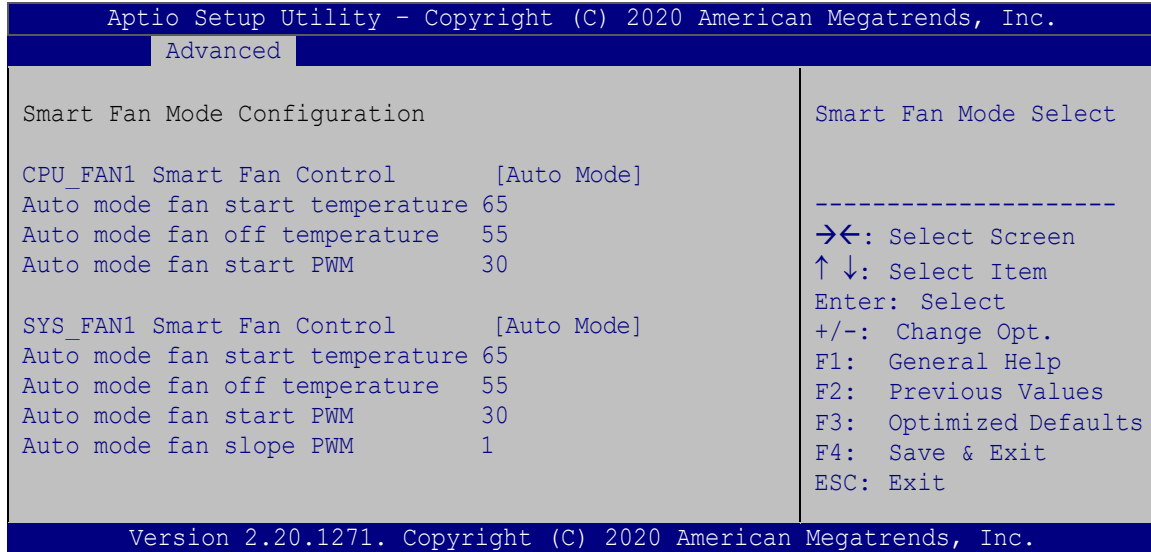 Aptio Setup Utility – Copyright (C) 2020 American Megatrends, Inc.
Advanced
Smart Fan Mode Configuration
CPU_FAN1 Smart Fan Control [Auto Mode]
Auto mode fan start temperature 65
Auto mode fan off temperature 55
Auto mode fan start PWM 30
SYS_FAN1 Smart Fan Control [Auto Mode]
Auto mode fan start temperature 65
Auto mode fan off temperature 55
Auto mode fan start PWM 30
Auto mode fan slope PWM 1
Smart Fan Mode Select
---------------------
→←: Select Screen
↑ ↓: Select Item
Enter: Select
+/-: Change Opt.
F1: General Help
F2: Previous Values
F3: Optimized Defaults
F4: Save & Exit
ESC: Exit
Version 2.20.1271. Copyright (C) 2020 American Megatrends, Inc.